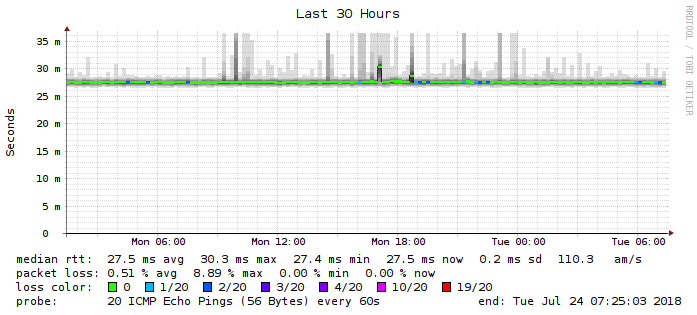 Last 30 Hours
RRDTOOL / TOBI OETIKER
Seconds
35 m
30 m
25 m
20 m
15 m
10 m
5 m
0
Mon 06:00 Mon 12:00 Mon 18:00 Tue 00:00 Tue 06:00
median rtt: 27.5 ms avg 30.3 ms max 27.4 ms min 27.5 ms now 0.2 ms sd 110.3 am/s
packet loss: 0.51 % avg 8.89 % max 0.00 % min 0.00 % now
loss color: 0 1/20 2/20 3/20 4/20 10/20 19/20
probe: 20 ICMP Echo Pings (56 Bytes) every 60s end: Tue Jul 24 07:25:03 2018